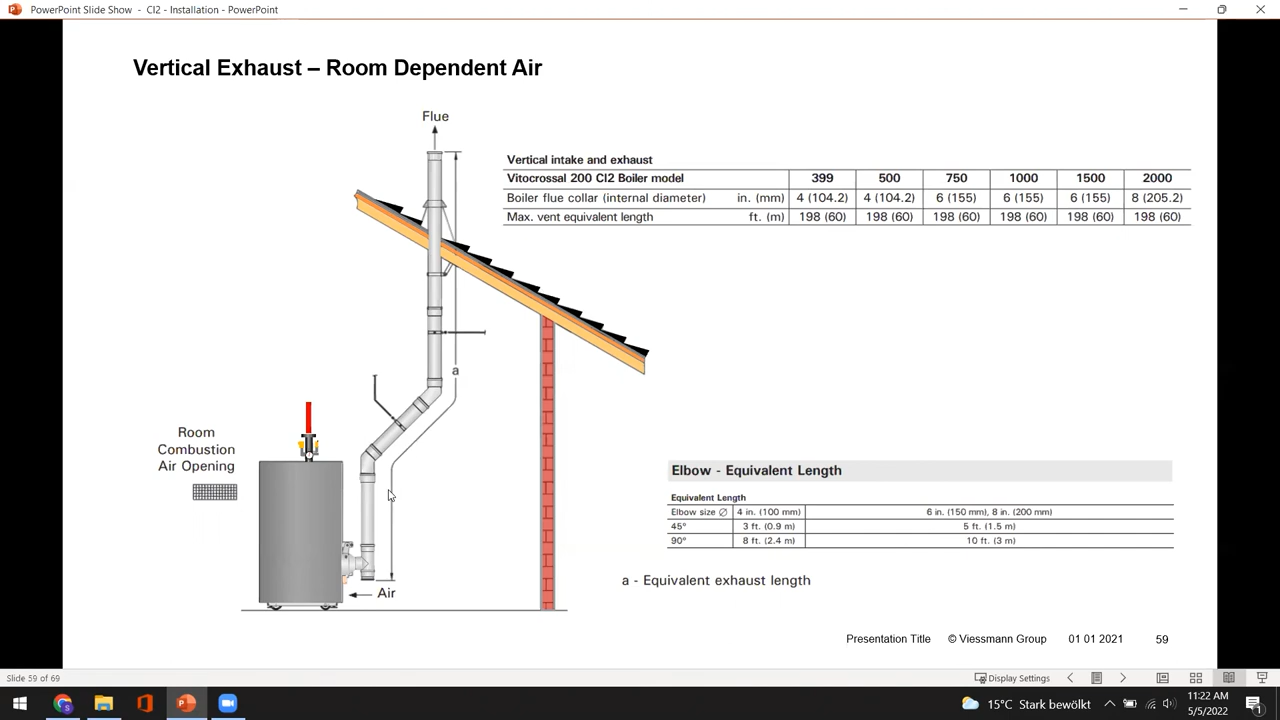 PowerPoint Slide Show - CI2 - Installation - PowerPoint
Vertical Exhaust – Room Dependent Air
Flue
Vertical intake and exhaust
Vitocrossal 200 CI2 Boiler model 399 500 750 1000 1500 2000
Boiler flue collar (internal diameter) in. (mm) 4 (104.2) 4 (104.2) 6 (155) 6 (155) 6 (155) 8 (205.2)
Max. vent equivalent length ft. (m) 198 (60) 198 (60) 198 (60) 198 (60) 198 (60) 198 (60)
a
Room
Combustion
Air Opening
Air
Elbow - Equivalent Length
Equivalent Length
Elbow size ∅ 4 in. (100 mm) 6 in. (150 mm), 8 in. (200 mm)
45° 3 ft. (0.9 m) 5 ft. (1.5 m)
90° 8 ft. (2.4 m) 10 ft. (3 m)
a - Equivalent exhaust length
Presentation Title © Viessmann Group 01 01 2021 59
Slide 59 of 69 Display Settings
15°C Stark bewölkt 11:22 AM
5/5/2022 1